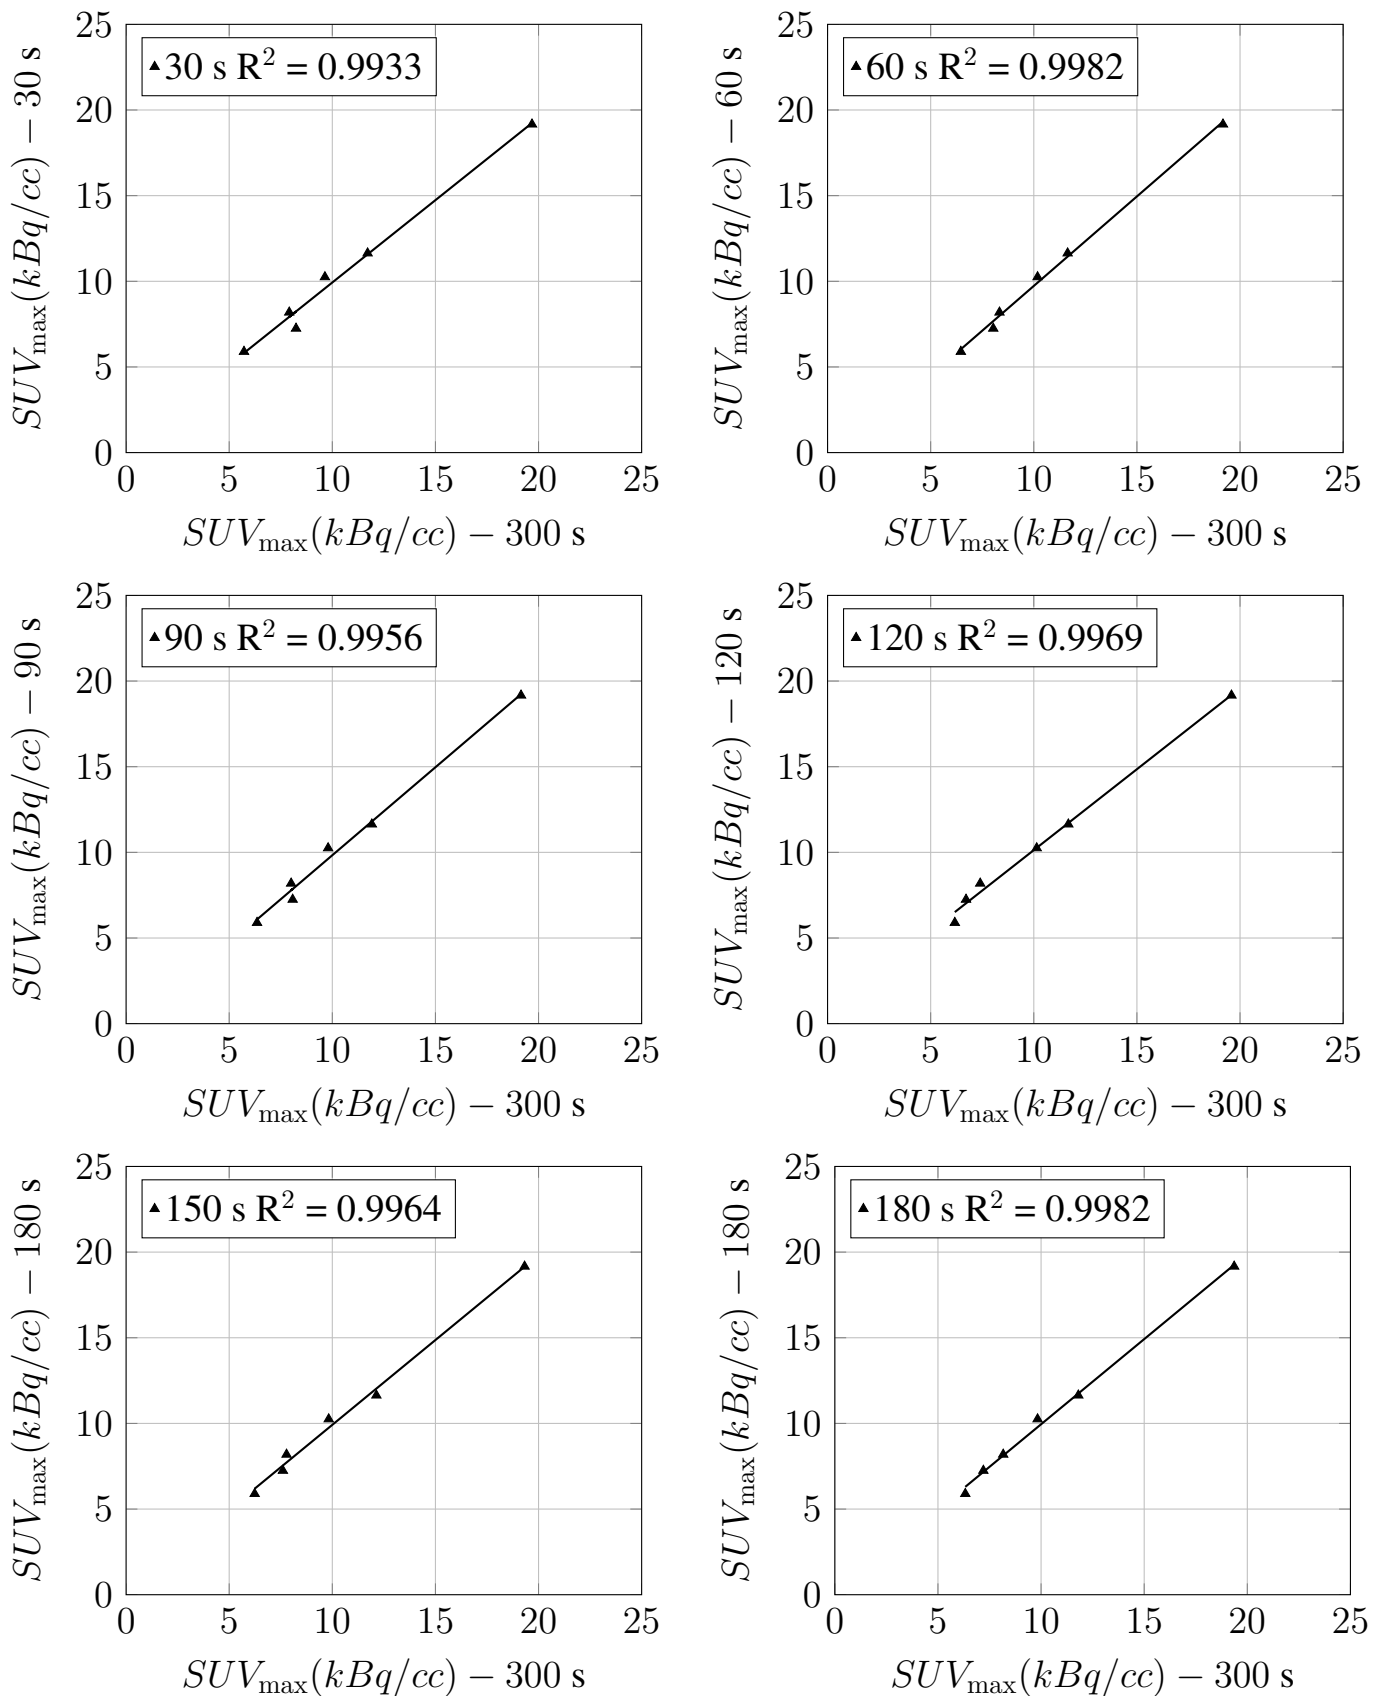 25
20
15
10
5
0
0 5 10 15 20 25
SUV_max(kBq/cc) − 30 s
SUV_max(kBq/cc) − 300 s
30 s R² = 0.9933
25
20
15
10
5
0
0 5 10 15 20 25
SUV_max(kBq/cc) − 60 s
SUV_max(kBq/cc) − 300 s
60 s R² = 0.9982
25
20
15
10
5
0
0 5 10 15 20 25
SUV_max(kBq/cc) − 90 s
SUV_max(kBq/cc) − 300 s
90 s R² = 0.9956
25
20
15
10
5
0
0 5 10 15 20 25
SUV_max(kBq/cc) − 120 s
SUV_max(kBq/cc) − 300 s
120 s R² = 0.9969
25
20
15
10
5
0
0 5 10 15 20 25
SUV_max(kBq/cc) − 180 s
SUV_max(kBq/cc) − 300 s
150 s R² = 0.9964
25
20
15
10
5
0
0 5 10 15 20 25
SUV_max(kBq/cc) − 180 s
SUV_max(kBq/cc) − 300 s
180 s R² = 0.9982